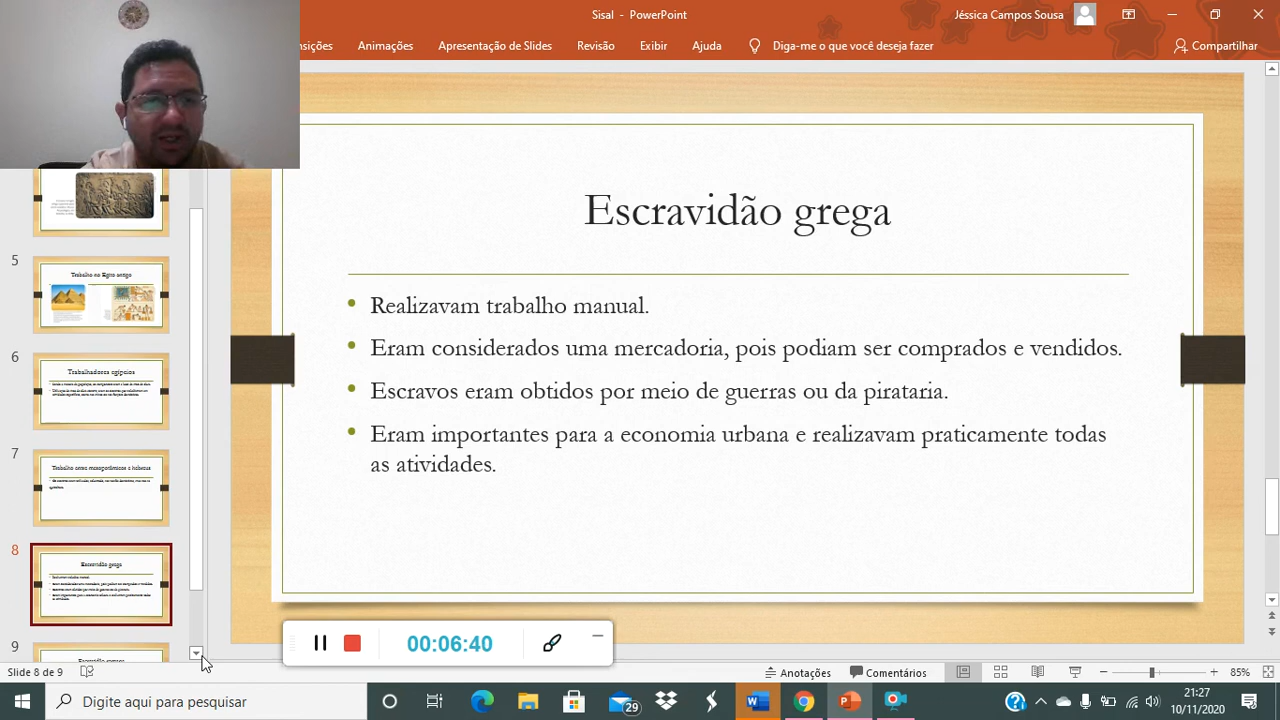 Sisal - PowerPoint
Jéssica Campos Sousa
nsições
Animações
Apresentação de Slides
Revisão
Exibir
Ajuda
Diga-me o que você deseja fazer
Compartilhar
5
Trabalho no Egito antigo
6
Trabalhadores egípcios
7
Trabalho entre mesopotâmicos e hebreus
8
Escravidão grega
9
Escravidão grega
Realizavam trabalho manual.
Eram considerados uma mercadoria, pois podiam ser comprados e vendidos.
Escravos eram obtidos por meio de guerras ou da pirataria.
Eram importantes para a economia urbana e realizavam praticamente todas
as atividades.
00:06:40
Slide 8 de 9
Anotações
Comentários
85%
Digite aqui para pesquisar
29
21:27
10/11/2020